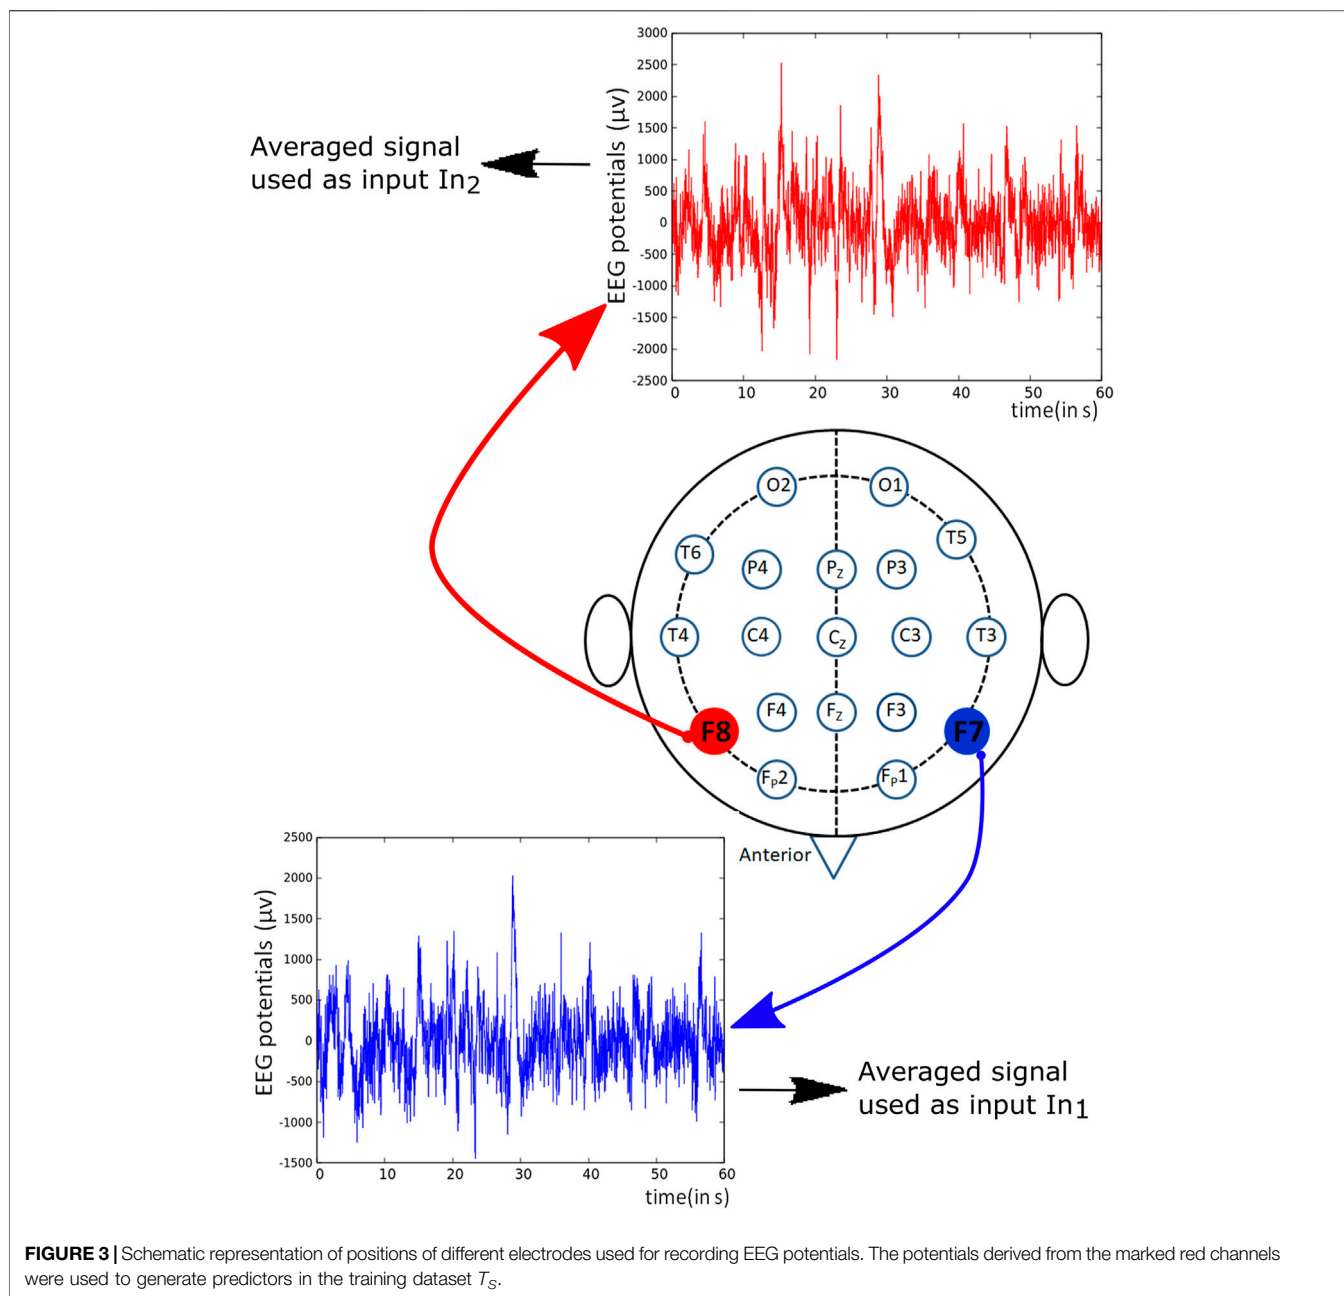 3000
2500
2000
1500
1000
500
0
-500
-1000
-1500
-2000
-2500
EEG potentials (μv)
0 10 20 30 40 50 60
time(in s)
Averaged signal
used as input In2
O2 O1
T6 T5
P4 PZ P3
T4 C4 CZ C3 T3
F4 FZ F3
F8 F7
FP2 FP1
Anterior
2500
2000
1500
1000
500
0
-500
-1000
-1500
EEG potentials (μv)
0 10 20 30 40 50 60
time(in s)
Averaged signal
used as input In1
FIGURE 3 | Schematic representation of positions of different electrodes used for recording EEG potentials. The potentials derived from the marked red channels
were used to generate predictors in the training dataset TS.